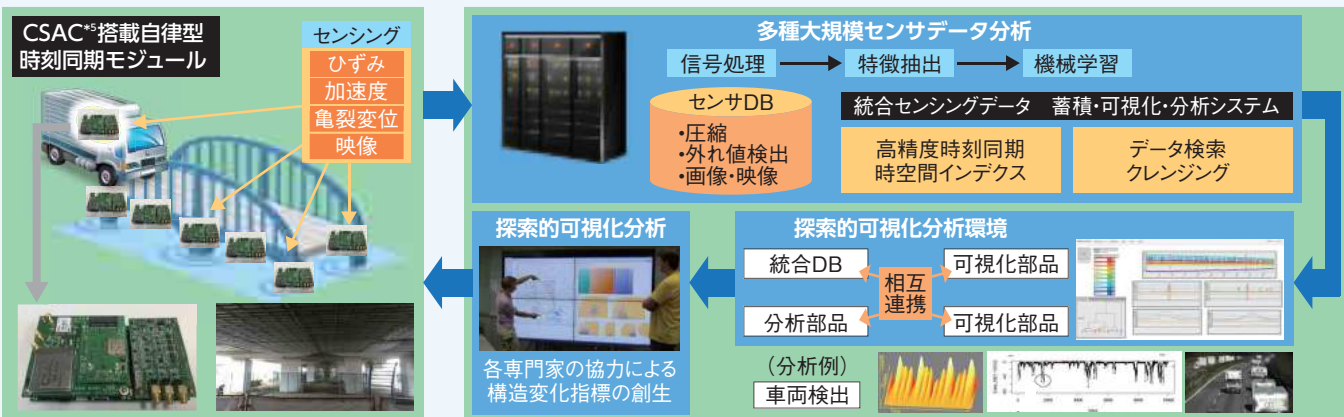 CSAC*5搭載自律型
時刻同期モジュール
センシング
ひずみ
加速度
亀裂変位
映像
多種大規模センサデータ分析
信号処理
特徴抽出
機械学習
センサDB
・圧縮
・外れ値検出
・画像・映像
統合センシングデータ 蓄積・可視化・分析システム
高精度時刻同期
時空間インデクス
データ検索
クレンジング
探索的可視化分析
各専門家の協力による
構造変化指標の創生
探索的可視化分析環境
統合DB
可視化部品
相互
連携
分析部品
可視化部品
（分析例）
車両検出